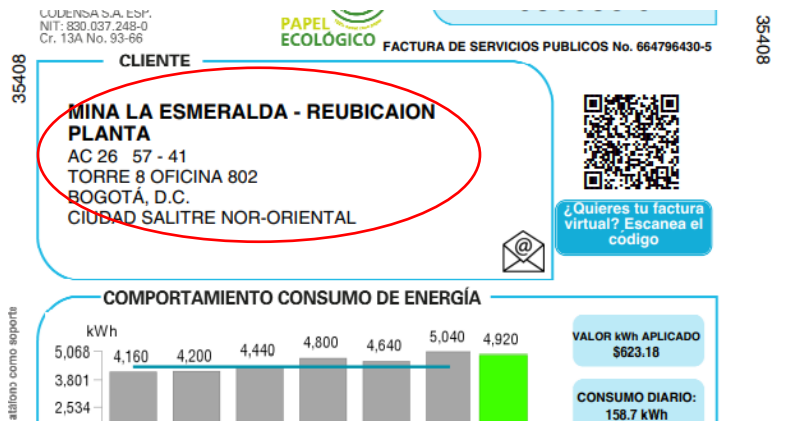 CODENSA S.A. ESP.
NIT: 830.037.248-0
Cr. 13A No. 93-66
PAPEL
ECOLÓGICO
FACTURA DE SERVICIOS PUBLICOS No. 664796430-5
35408
35408
CLIENTE
MINA LA ESMERALDA - REUBICAION
PLANTA
AC 26 57 - 41
TORRE 8 OFICINA 802
BOGOTÁ, D.C.
CIUDAD SALITRE NOR-ORIENTAL
@
¿Quieres tu factura
virtual? Escanea el
código
COMPORTAMIENTO CONSUMO DE ENERGÍA
kWh
5,068
3,801
2,534
4,160
4,200
4,440
4,800
4,640
5,040
4,920
VALOR kWh APLICADO
$623.18
CONSUMO DIARIO:
158.7 kWh
como soporte